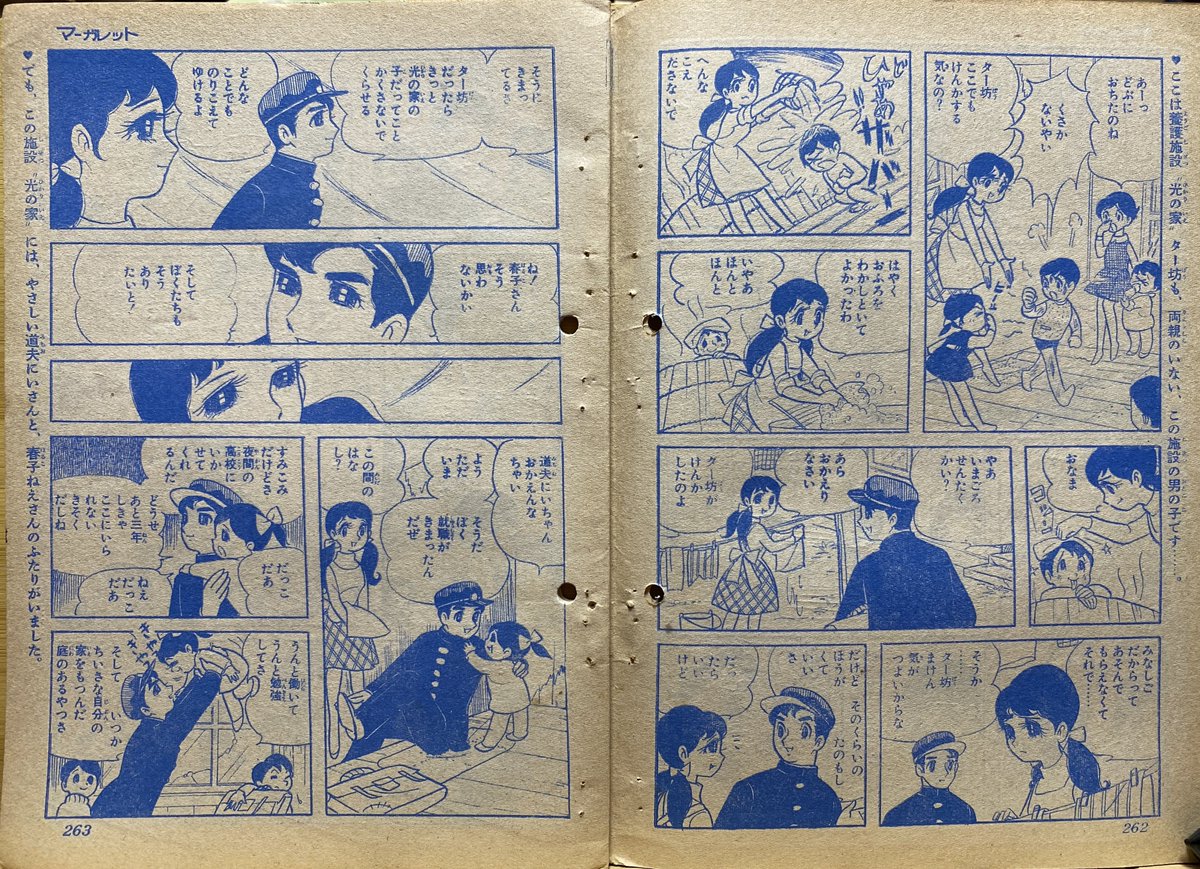 ♥ここは養護施設“光の家”ター坊も、両親のいない、この施設の男の子です……。
あーっ
どぶに
おちたのね
くさか
ないやい
ター坊
ここでも
けんかする
気なの？
ザバー
へんな
こえ
ださないで
はやく
おふろを
わかしといて
よかったわ
いやあ
ほんと
ほんと
おなま
コツン
やあ
いまごろ
せんたく
かい？
あら
おかえり
なさい
ター坊が
けんか
したのよ
みなしご
だからって
あそんで
もらえなくて
それで……
………
そうか
ター坊
まけん
気が
つよいからな
だけど
そのくらいの
ほうが
たのもし
くて
いい
さ
だっ
たら
いい
けど
262
マーガレット
そうに
きまっ
てるさ
ター坊
だったら
きっと
光の家の
子だってこと
かくさないで
くらせる
どんな
ことでも
のりこえて
ゆけるよ
ね！
春子さん
そう
思わ
ないかい
そして
ぼくたちも
そう
あり
たいと！
道夫にいちゃん
おかえんな
ちゃい
よう
ただ
いま
そうだ
ぼく
就職が
きまったん
だぜ
この間の
はな
し？
すみこみ
だけどさ
夜間の
高校に
いか
せて
くれ
るんだ
どうせ
あと三年
しきゃ
ここにいら
れない
きそく
だしね
だっこ
だあ
ねえ
だっこ
だあ
うんと働いて
うんと勉強
してさ
そして
いつか
ちいさな自分の
家をもつんだ
庭のあるやつさ
♥でも、この施設“光の家”には、やさしい道夫にいさんと、春子ねえさんのふたりがいました。
263